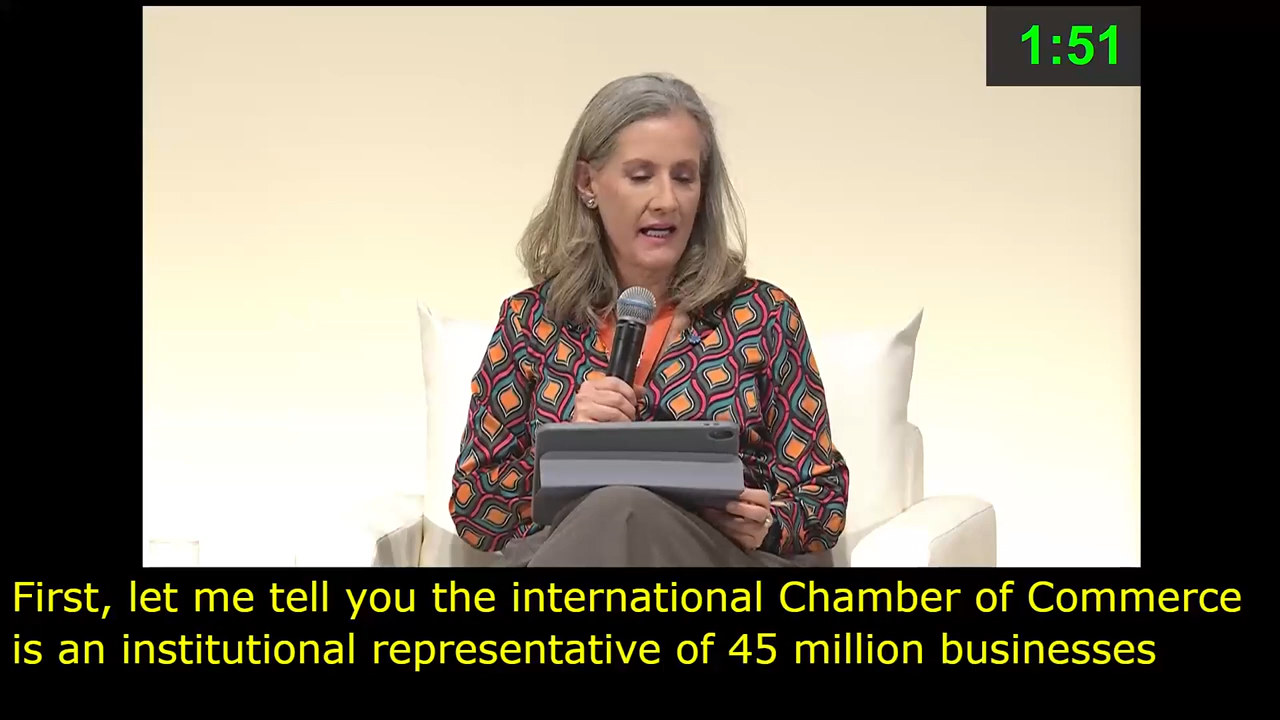 1:51
First, let me tell you the international Chamber of Commerce
is an institutional representative of 45 million businesses